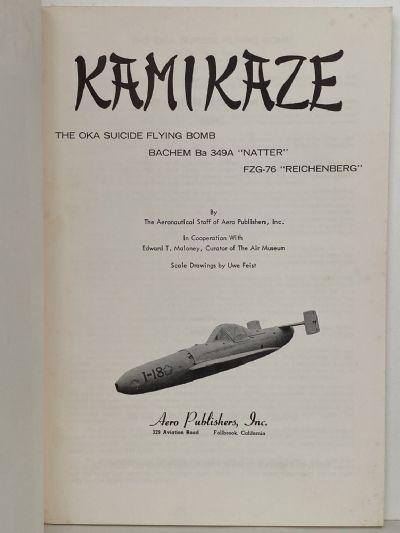 KAMIKAZE
THE OKA SUICIDE FLYING BOMB
BACHEM Ba 349A "NATTER"
FZG-76 "REICHENBERG"
By
The Aeronautical Staff of Aero Publishers, Inc.
In Cooperation With
Edward T. Maloney, Curator of The Air Museum
Scale Drawings by Uwe Feist
I-18
Aero Publishers, Inc.
329 Aviation Road Fallbrook, California